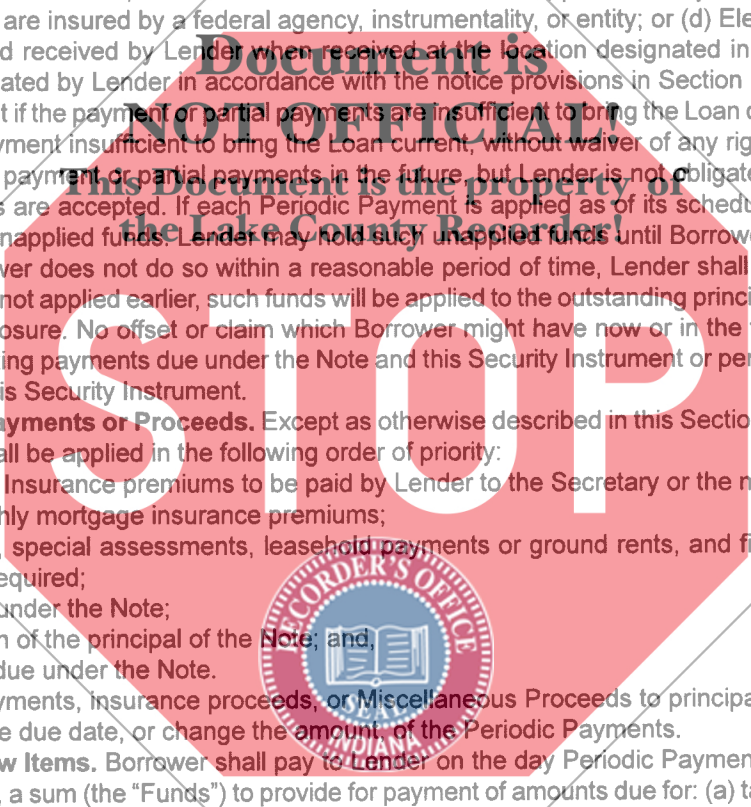 are insured by a federal agency, instrumentality, or entity; or (d) Ele
d received by Lender when received at the location designated in
Document is
ated by Lender in accordance with the notice provisions in Section
t if the payment or partial payments are insufficient to bring the Loan
NOT OFFICIAL!
yment insufficient to bring the Loan current, without waiver of any rig
payment or partial payments in the future, but Lender is not obligate
This Document is the property of
s are accepted. If each Periodic Payment is applied as of its schedu
the Lake County Recorder!
napplied funds. Lender may hold such unapplied funds until Borrowe
wer does not do so within a reasonable period of time, Lender shall
not applied earlier, such funds will be applied to the outstanding princi
osure. No offset or claim which Borrower might have now or in the
ing payments due under the Note and this Security Instrument or per
is Security Instrument.
STOP
ayments or Proceeds. Except as otherwise described in this Sectio
all be applied in the following order of priority:
Insurance premiums to be paid by Lender to the Secretary or the
hly mortgage insurance premiums;
, special assessments, leasehold payments or ground rents, and fi
equired;
under the Note;
n of the principal of the Note; and,
due under the Note.
RECORDER'S OFFICE
SEAL
INDIANA
yments, insurance proceeds, or Miscellaneous Proceeds to principa
e due date, or change the amount, of the Periodic Payments.
w Items. Borrower shall pay to Lender on the day Periodic Paymen
, a sum (the “Funds”) to provide for payment of amounts due for: (a) t